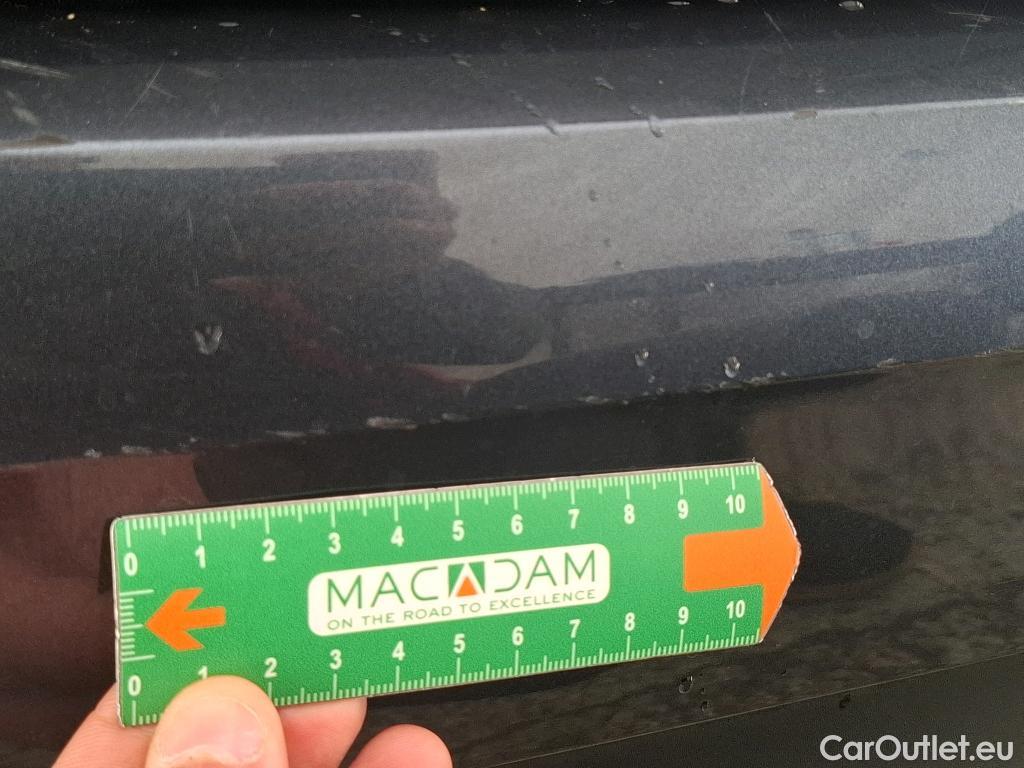 0 1 2 3 4 5 6 7 8 9 10
MACADAM
ON THE ROAD TO EXCELLENCE
0 1 2 3 4 5 6 7 8 9 10
CarOutlet.eu